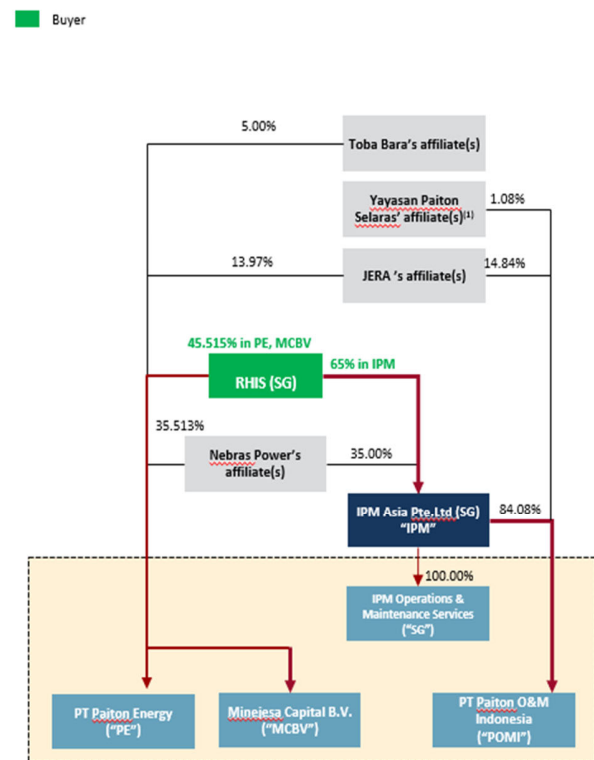 Buyer
5.00%
Toba Bara's affiliate(s)
Yayasan Paiton
Selaras' affiliate(s)(1)
1.08%
13.97%
JERA 's affiliate(s)
14.84%
45.515% in PE, MCBV
RHIS (SG)
65% in IPM
35.513%
Nebras Power's
affiliate(s)
35.00%
IPM Asia Pte.Ltd (SG)
"IPM"
84.08%
100.00%
IPM Operations &
Maintenance Services
("SG")
PT Paiton Energy
("PE")
Minejesa Capital B.V.
("MCBV")
PT Paiton O&M
Indonesia
("POMI")